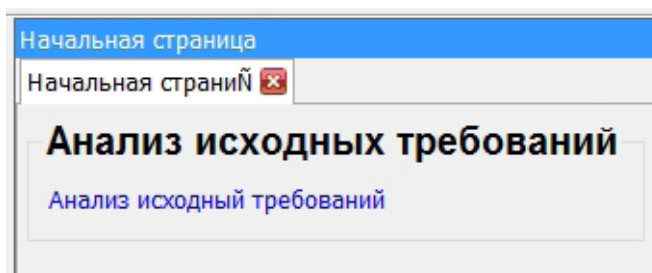 Начальная страница
Начальная страниÑ
Анализ исходных требований
Анализ исходный требований